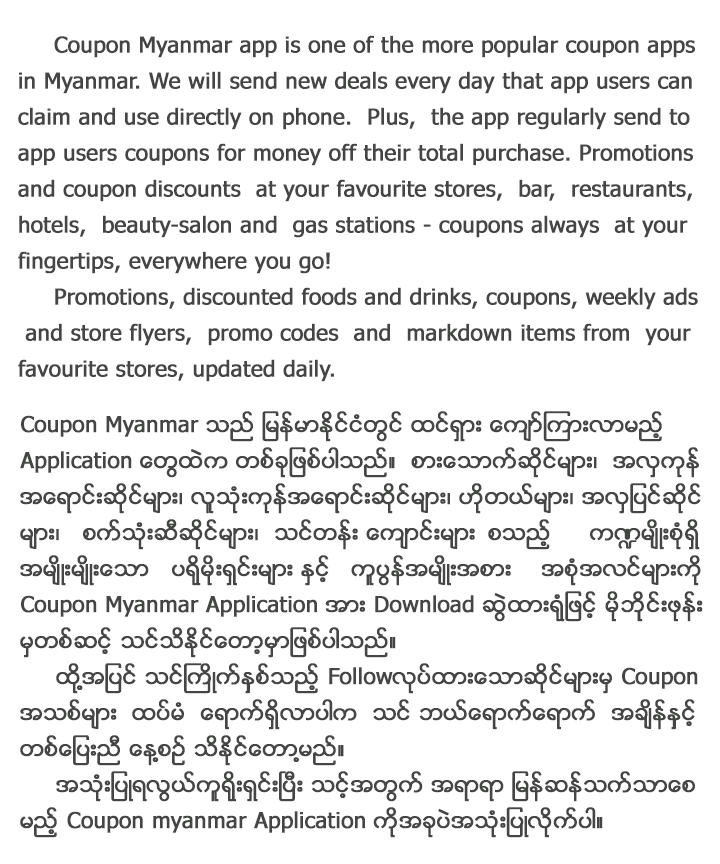 Coupon Myanmar app is one of the more popular coupon apps
in Myanmar. We will send new deals every day that app users can
claim and use directly on phone.  Plus,  the app regularly send to
app users coupons for money off their total purchase. Promotions
and coupon discounts  at your favourite stores,  bar,  restaurants,
hotels,  beauty-salon and  gas stations - coupons always  at your
fingertips, everywhere you go!
Promotions, discounted foods and drinks, coupons, weekly ads
and store flyers,  promo codes  and  markdown items from  your
favourite stores, updated daily.
Coupon Myanmar သည် မြန်မာနိုင်ငံတွင် ထင်ရှား ကျော်ကြားလာမည့်
Application တွေထဲက တစ်ခုဖြစ်ပါသည်။ စားသောက်ဆိုင်များ၊ အလှကုန်
အရောင်းဆိုင်များ၊ လူသုံးကုန်အရောင်းဆိုင်များ၊ ဟိုတယ်များ၊ အလှပြင်ဆိုင်
များ၊ စက်သုံးဆီဆိုင်များ၊ သင်တန်း ကျောင်းများ စသည့် ကဏ္ဍမျိုးစုံရှိ
အမျိုးမျိုးသော ပရိုမိုးရှင်းများ နှင့် ကူပွန်အမျိုးအစား အစုံအလင်များကို
Coupon Myanmar Application အား Download ဆွဲထားရုံဖြင့် မိုဘိုင်းဖုန်း
မှတစ်ဆင့် သင်သိနိုင်တော့မှာဖြစ်ပါသည်။
ထို့အပြင် သင်ကြိုက်နှစ်သည့် Followလုပ်ထားသောဆိုင်များမှ Coupon
အသစ်များ ထပ်မံ ရောက်ရှိလာပါက သင် ဘယ်ရောက်ရောက် အချိန်နှင့်
တစ်ပြေးညီ နေ့စဉ် သိနိုင်တော့မည်။
အသုံးပြုရလွယ်ကူရိုးရှင်းပြီး သင့်အတွက် အရာရာ မြန်ဆန်သက်သာစေ
မည့် Coupon myanmar Application ကိုအခုပဲအသုံးပြုလိုက်ပါ။